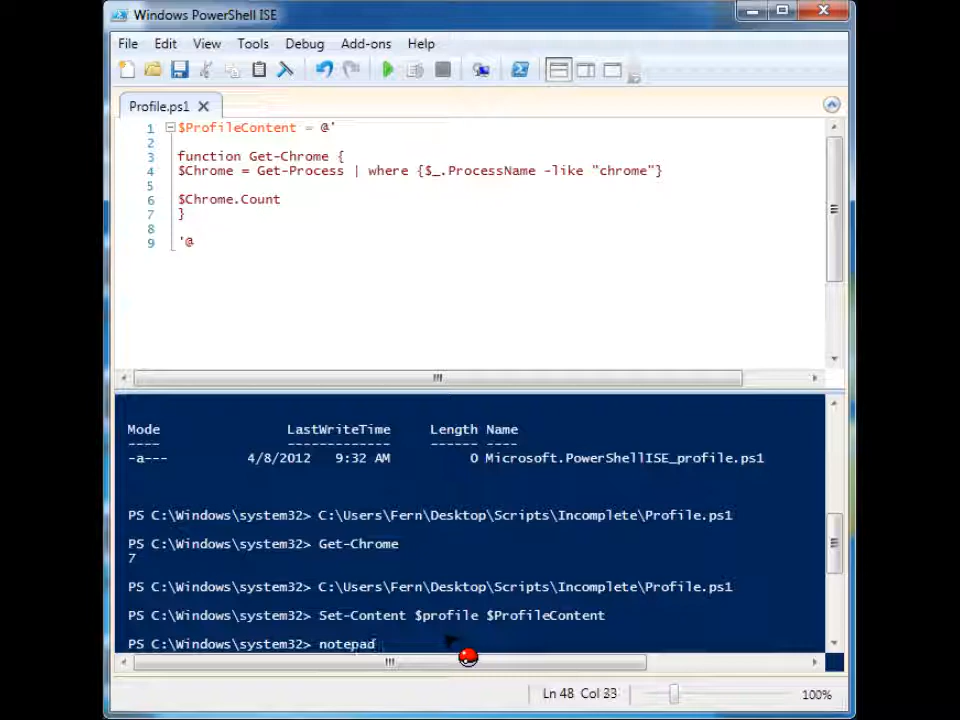 Windows PowerShell ISE
File Edit View Tools Debug Add-ons Help
Profile.ps1
1 $ProfileContent = @'
2
3 function Get-Chrome {
4 $Chrome = Get-Process | where {$_.ProcessName -like "chrome"}
5
6 $Chrome.Count
7 }
8
9 '@
Mode LastWriteTime Length Name
---- ------------- ------ ----
-a--- 4/8/2012 9:32 AM 0 Microsoft.PowerShellISE_profile.ps1
PS C:\Windows\system32> C:\Users\Fern\Desktop\Scripts\Incomplete\Profile.ps1
PS C:\Windows\system32> Get-Chrome
7
PS C:\Windows\system32> C:\Users\Fern\Desktop\Scripts\Incomplete\Profile.ps1
PS C:\Windows\system32> Set-Content $profile $ProfileContent
PS C:\Windows\system32> notepad
Ln 48 Col 33 100%